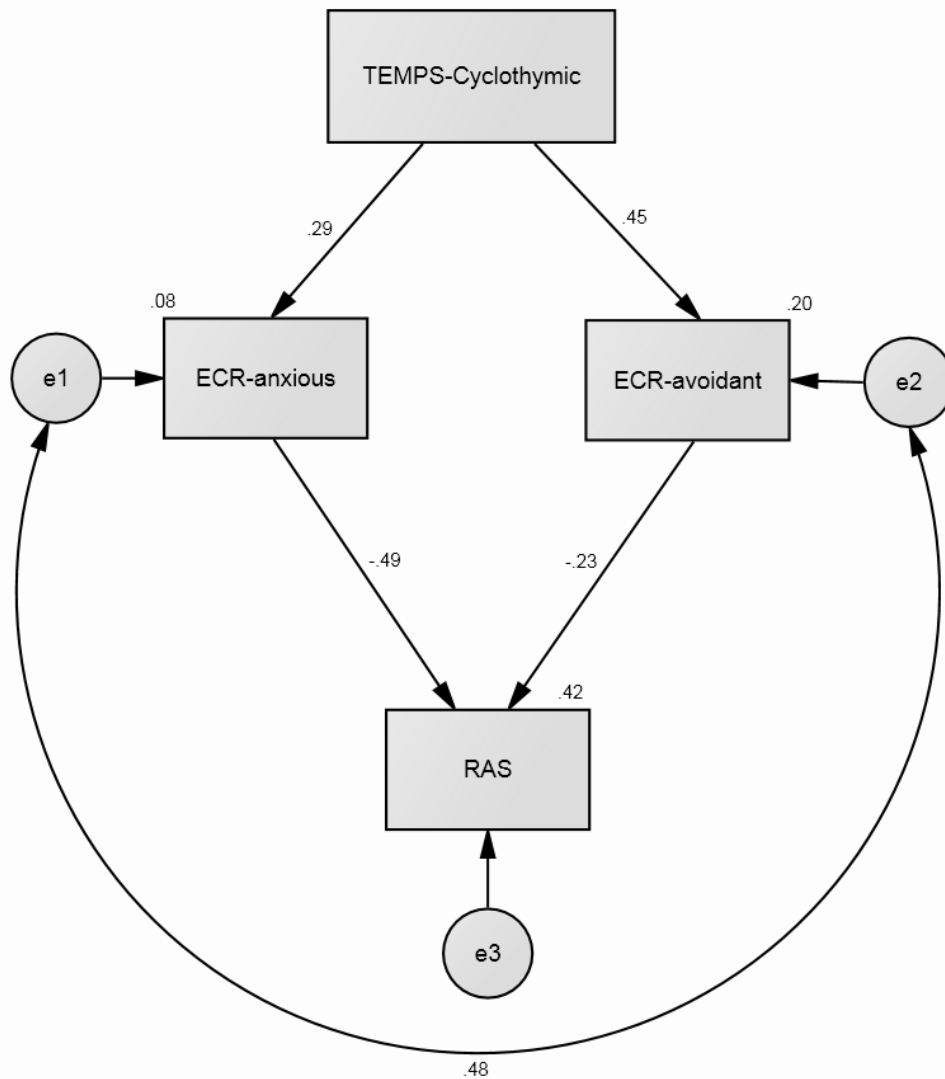 TEMPS-Cyclothymic
.29
.45
.08
.20
e1
ECR-anxious
ECR-avoidant
e2
-.49
-.23
.42
RAS
e3
.48